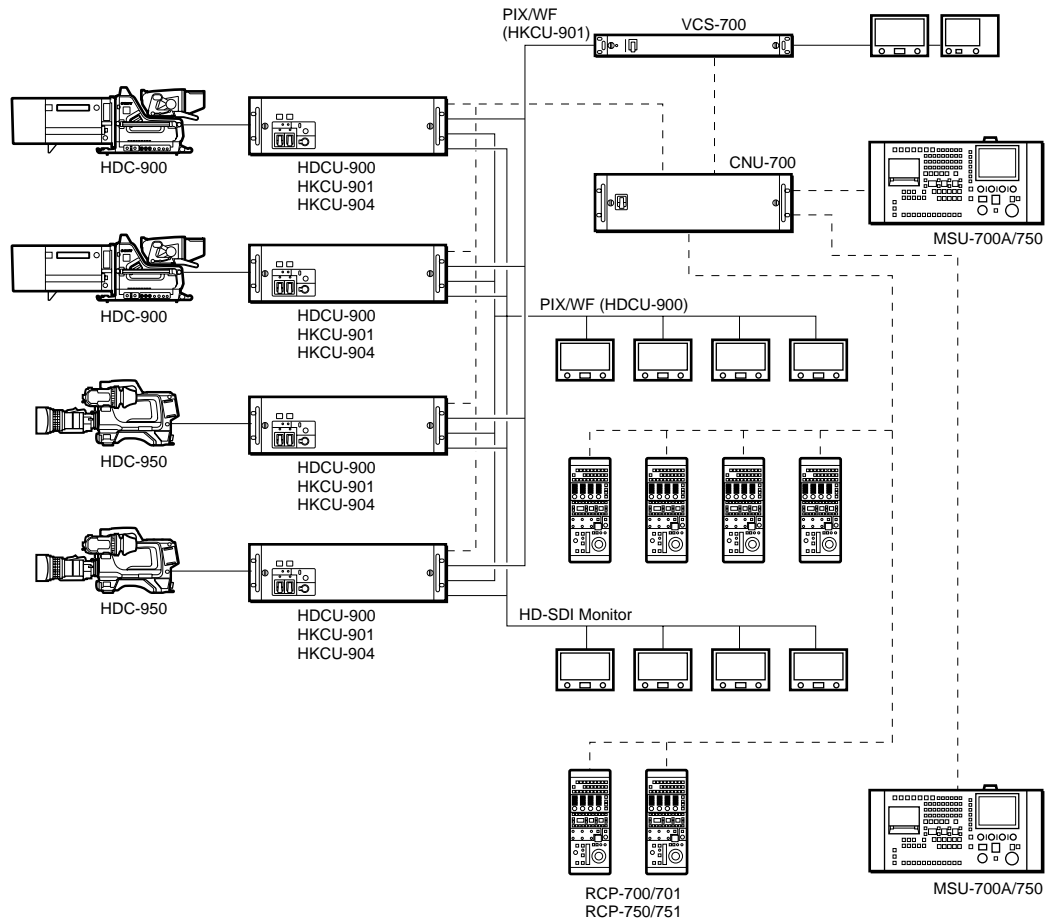 PIX/WF
(HKCU-901)
VCS-700
HDC-900
HDCU-900
HKCU-901
HKCU-904
CNU-700
MSU-700A/750
HDC-900
HDCU-900
HKCU-901
HKCU-904
PIX/WF (HDCU-900)
HDC-950
HDCU-900
HKCU-901
HKCU-904
HDC-950
HDCU-900
HKCU-901
HKCU-904
HD-SDI Monitor
RCP-700/701
RCP-750/751
MSU-700A/750